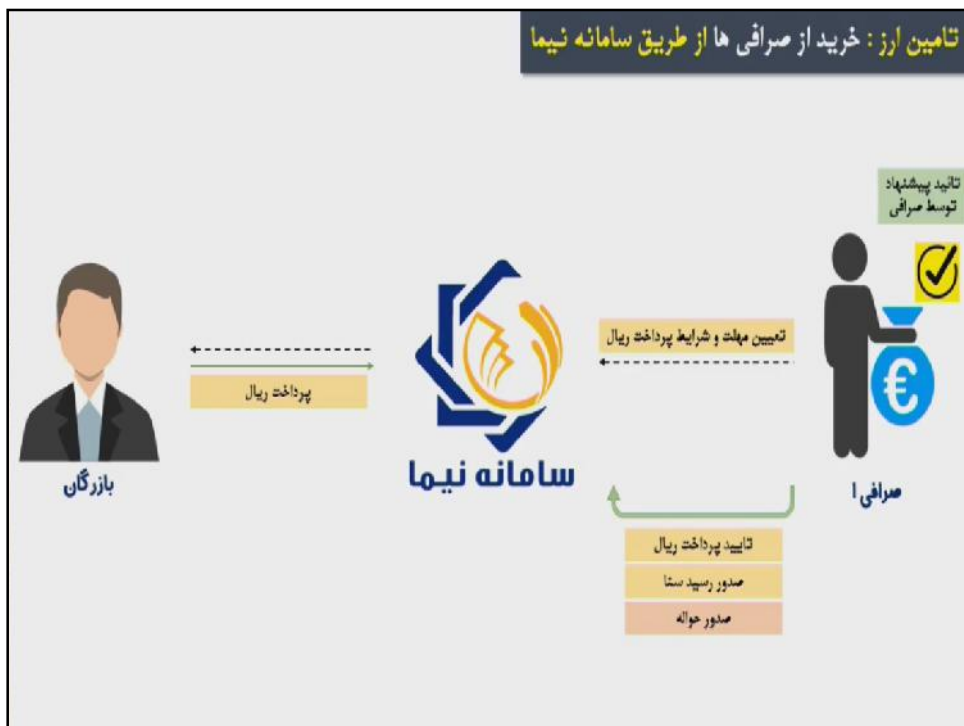 تامین ارز : خرید از صرافی ها از طریق سامانه نیما
تائید پیشنهاد
توسط صرافی
تعیین مهلت و شرایط پرداخت ریال
پرداخت ریال
سامانه نیما
بازرگان
صرافی ا
تایید پرداخت ریال
صدور رسید سنا
صدور حواله